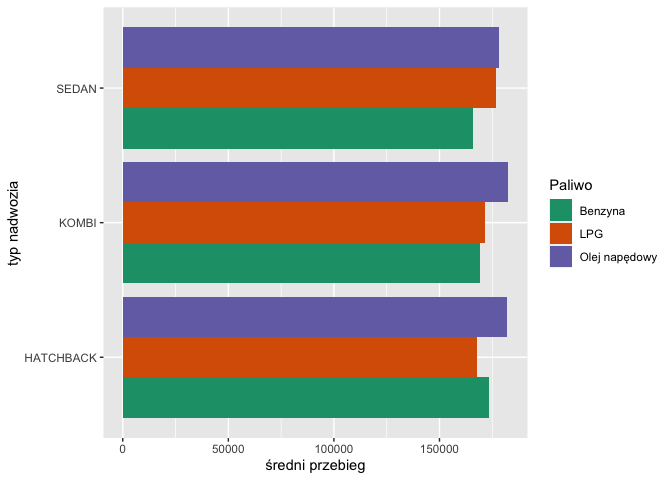 SEDAN
KOMBI
HATCHBACK
typ nadwozia
0 50000 100000 150000
średni przebieg
Paliwo
Benzyna
LPG
Olej napędowy